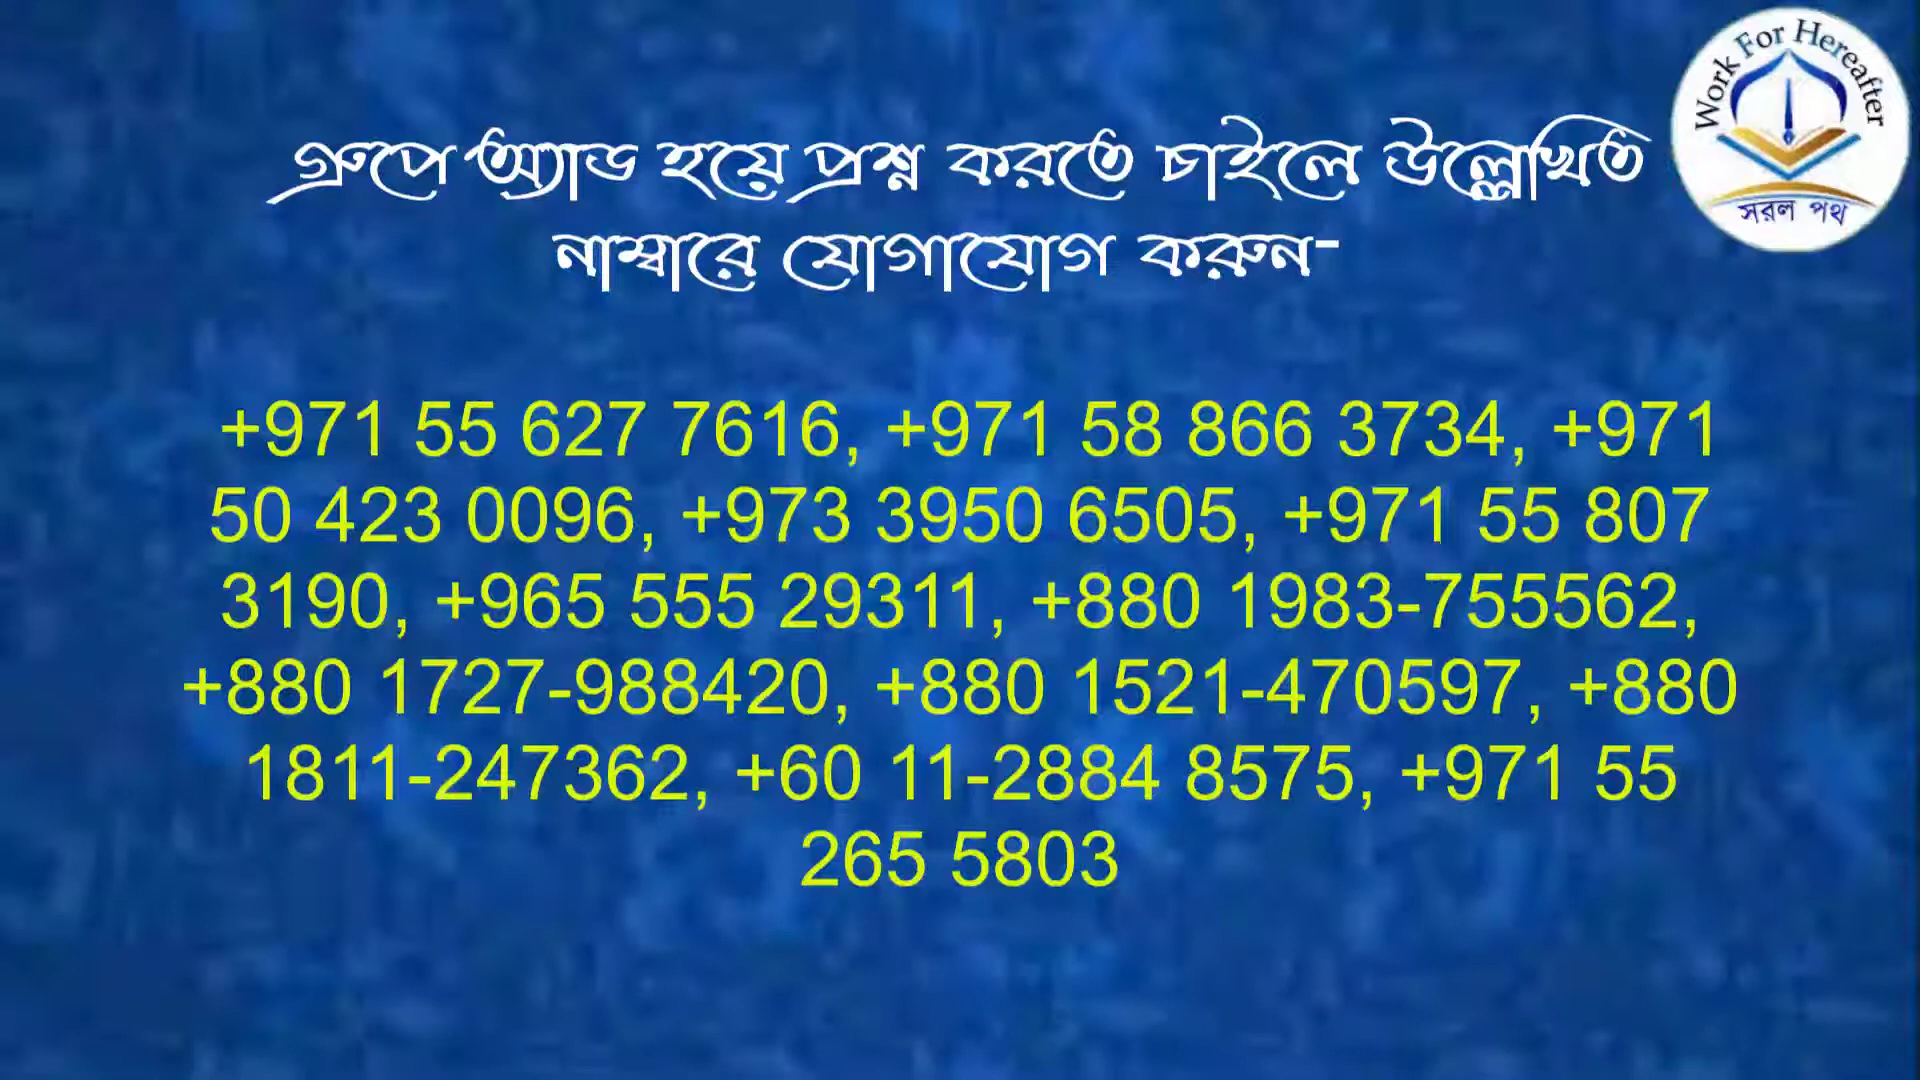 Work For Hereafter
সরল পথ
গ্রুপে অ্যাড হয়ে প্রশ্ন করতে চাইলে উল্লেখিত
নাম্বারে যোগাযোগ করুন-
+971 55 627 7616, +971 58 866 3734, +971
50 423 0096, +973 3950 6505, +971 55 807
3190, +965 555 29311, +880 1983-755562,
+880 1727-988420, +880 1521-470597, +880
1811-247362, +60 11-2884 8575, +971 55
265 5803